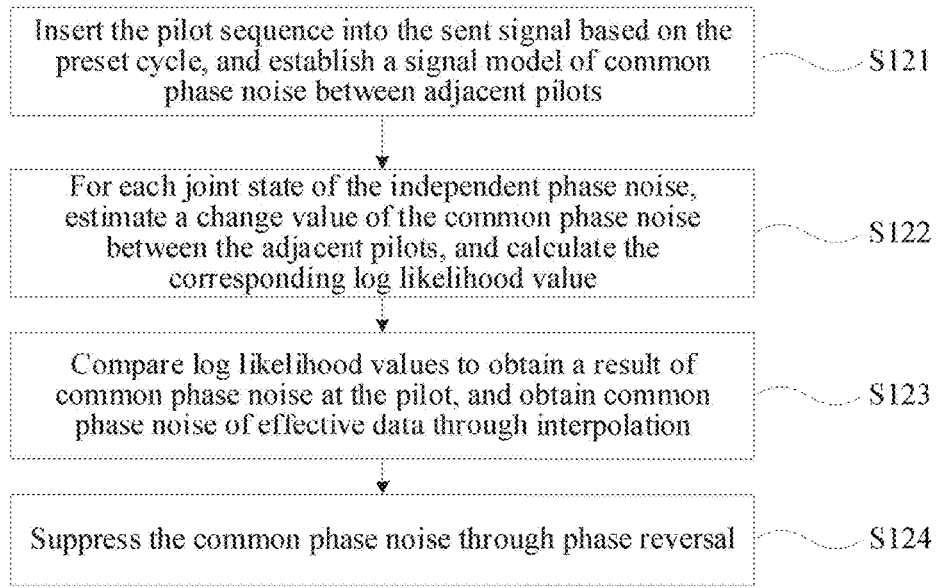 Insert the pilot sequence into the sent signal based on the
preset cycle, and establish a signal model of common
phase noise between adjacent pilots
S121
For each joint state of the independent phase noise,
estimate a change value of the common phase noise
between the adjacent pilots, and calculate the
corresponding log likelihood value
S122
Compare log likelihood values to obtain a result of
common phase noise at the pilot, and obtain common
phase noise of effective data through interpolation
S123
Suppress the common phase noise through phase reversal
S124